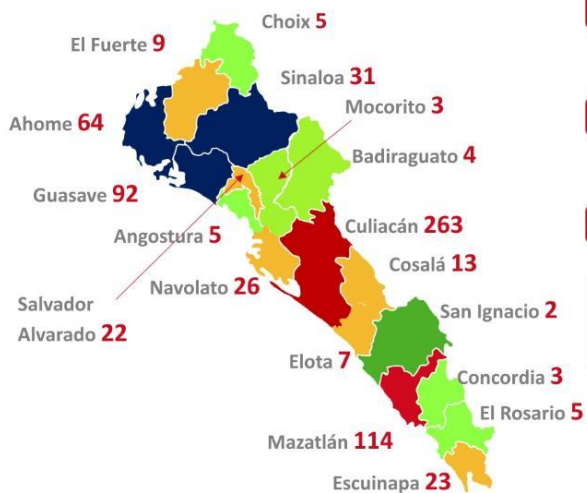 Choix 5
El Fuerte 9
Sinaloa 31
Mocorito 3
Ahome 64
Badiraguato 4
Guasave 92
Culiacán 263
Angostura 5
Cosalá 13
Navolato 26
Salvador
Alvarado 22
San Ignacio 2
Elota 7
Concordia 3
El Rosario 5
Mazatlán 114
Escuinapa 23